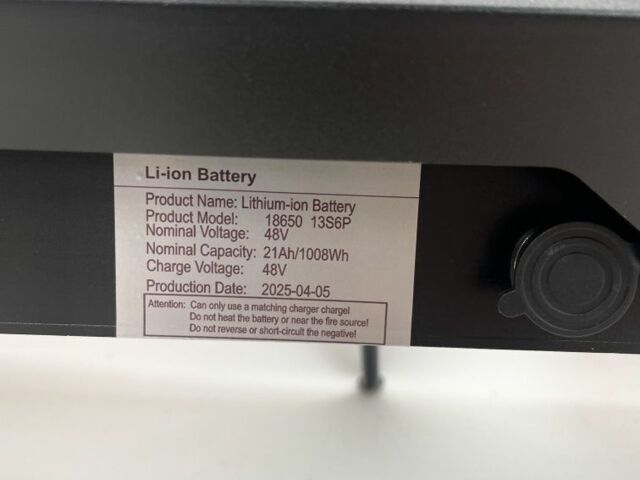 Li-ion Battery
Product Name: Lithium-ion Battery
Product Model: 18650 13S6P
Nominal Voltage: 48V
Nominal Capacity: 21Ah/1008Wh
Charge Voltage: 48V
Production Date: 2025-04-05
Attention: Can only use a matching charger chargel
Do not heat the battery or near the fire source!
Do not reverse or short-circult the negative!